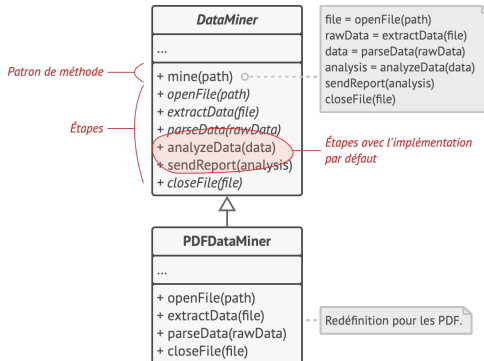 DataMiner
...
Patron de méthode
+ mine(path)
Étapes
+ openFile(path)
+ extractData(file)
+ parseData(rawData)
+ analyzeData(data)
+ sendReport(analysis)
+ closeFile(file)
file = openFile(path)
rawData = extractData(file)
data = parseData(rawData)
analysis = analyzeData(data)
sendReport(analysis)
closeFile(file)
Étapes avec l'implémentation
par défaut
PDFDataMiner
...
+ openFile(path)
+ extractData(file)
+ parseData(rawData)
+ closeFile(file)
Redéfinition pour les PDF.